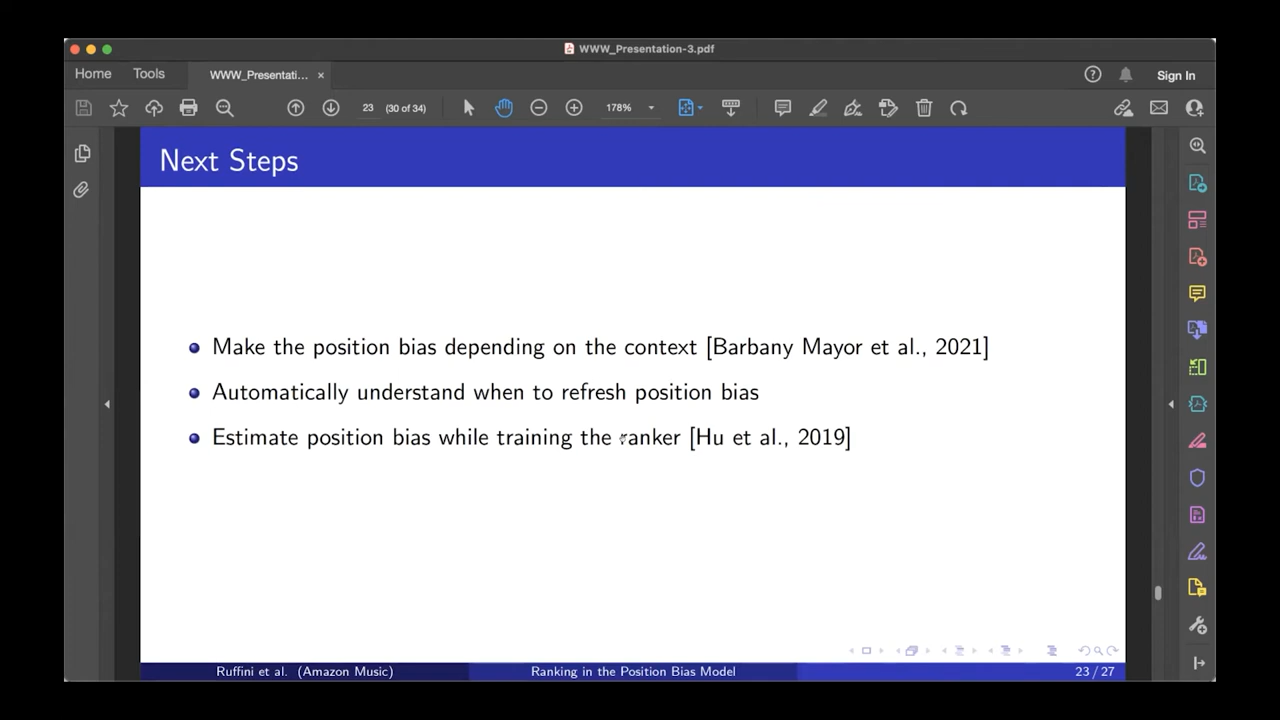 WWW_Presentation-3.pdf
Home Tools WWW_Presentati... × Sign In
23 (30 of 34) 178%
Next Steps
Make the position bias depending on the context [Barbany Mayor et al., 2021]
Automatically understand when to refresh position bias
Estimate position bias while training the ranker [Hu et al., 2019]
Ruffini et al. (Amazon Music) Ranking in the Position Bias Model 23 / 27